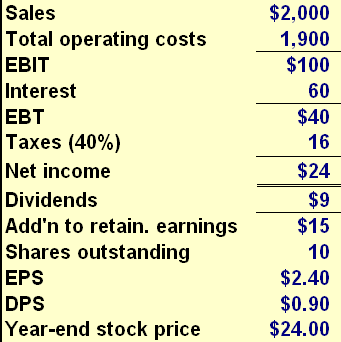 Sales $2,000
Total operating costs 1,900
EBIT $100
Interest 60
EBT $40
Taxes (40%) 16
Net income $24
Dividends $9
Add'n to retain. earnings $15
Shares outstanding 10
EPS $2.40
DPS $0.90
Year-end stock price $24.00